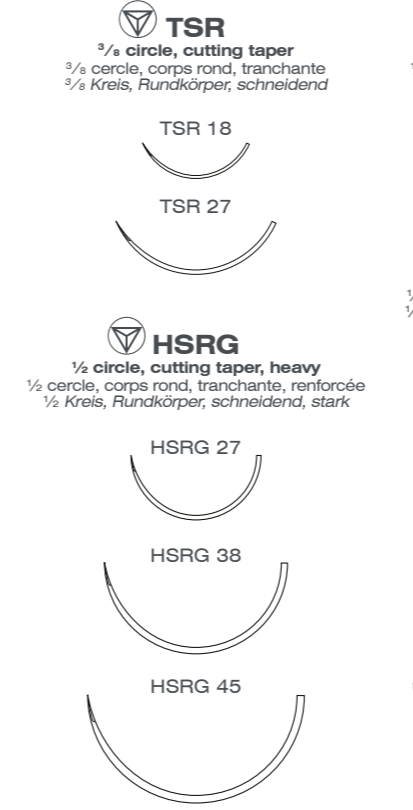 TSR
³⁄₈ circle, cutting taper
³⁄₈ cercle, corps rond, tranchante
³⁄₈ Kreis, Rundkörper, schneidend
TSR 18
TSR 27
HSRG
½ circle, cutting taper, heavy
½ cercle, corps rond, tranchante, renforcée
½ Kreis, Rundkörper, schneidend, stark
HSRG 27
HSRG 38
HSRG 45